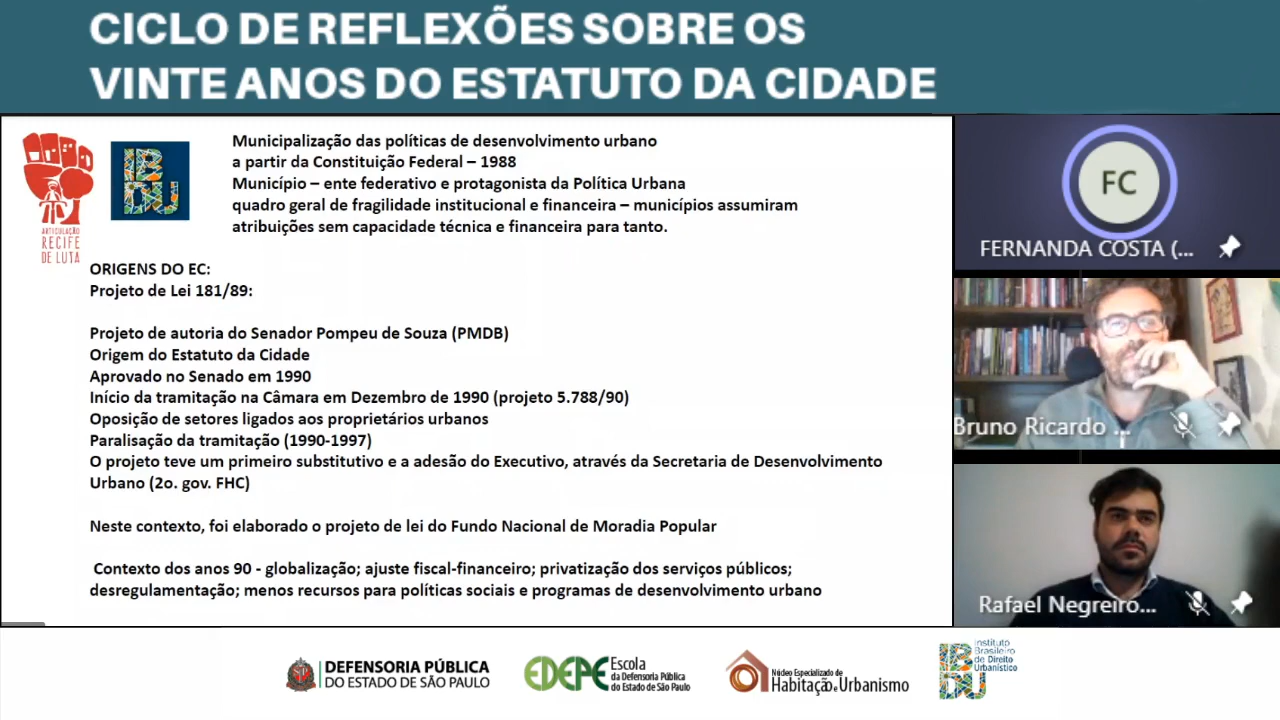 CICLO DE REFLEXÕES SOBRE OS
VINTE ANOS DO ESTATUTO DA CIDADE
ARTICULAÇÃO
RECIFE
DE LUTA
IB
DU
Municipalização das políticas de desenvolvimento urbano
a partir da Constituição Federal – 1988
Município – ente federativo e protagonista da Política Urbana
quadro geral de fragilidade institucional e financeira – municípios assumiram
atribuições sem capacidade técnica e financeira para tanto.
ORIGENS DO EC:
Projeto de Lei 181/89:
Projeto de autoria do Senador Pompeu de Souza (PMDB)
Origem do Estatuto da Cidade
Aprovado no Senado em 1990
Início da tramitação na Câmara em Dezembro de 1990 (projeto 5.788/90)
Oposição de setores ligados aos proprietários urbanos
Paralisação da tramitação (1990-1997)
O projeto teve um primeiro substitutivo e a adesão do Executivo, através da Secretaria de Desenvolvimento
Urbano (2o. gov. FHC)
Neste contexto, foi elaborado o projeto de lei do Fundo Nacional de Moradia Popular
Contexto dos anos 90 - globalização; ajuste fiscal-financeiro; privatização dos serviços públicos;
desregulamentação; menos recursos para políticas sociais e programas de desenvolvimento urbano
FC
FERNANDA COSTA (...
Bruno Ricardo ...
Rafael Negreiro...
DEFENSORIA PÚBLICA
DO ESTADO DE SÃO PAULO
EDEPE
Escola
da Defensoria Pública
do Estado de São Paulo
Núcleo Especializado de
Habitação e Urbanismo
IB
DU
Instituto
Brasileiro
de Direito
Urbanístico